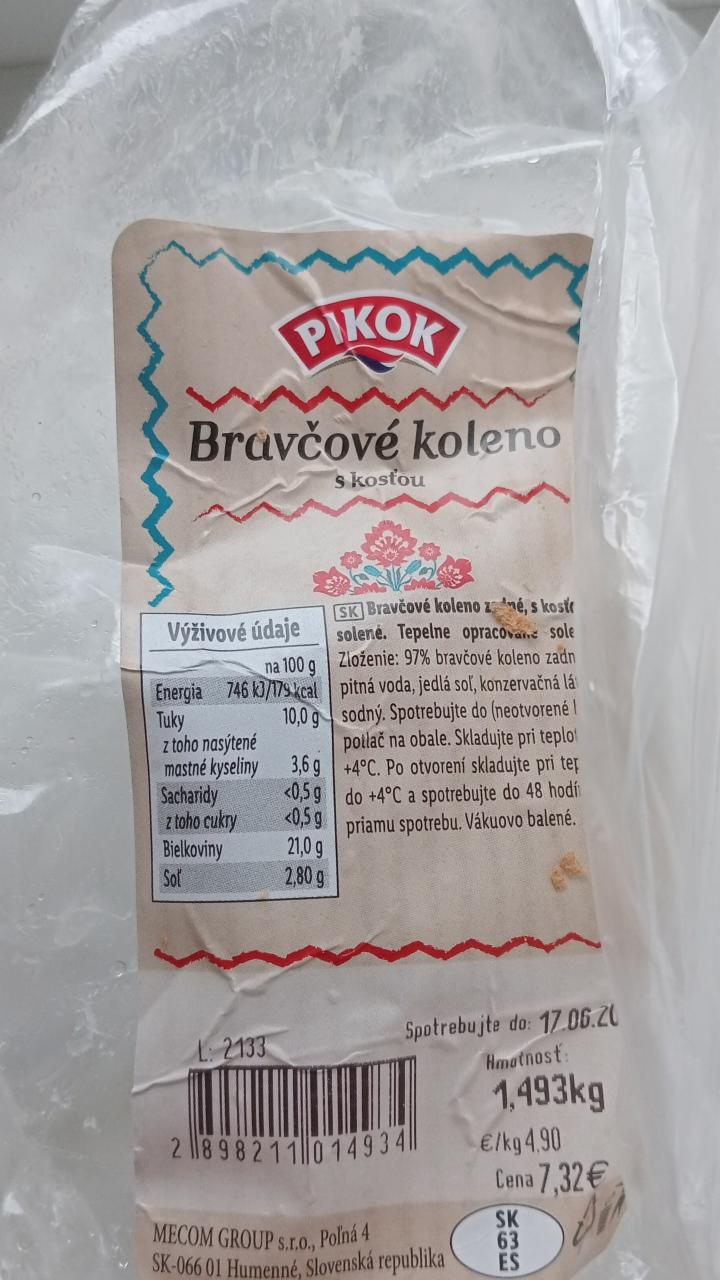 PIKOK
Bravčové koleno
s kosťou
Výživové údaje
na 100 g
Energia 746 kJ/179 kcal
Tuky 10,0 g
z toho nasýtené
mastné kyseliny 3,6 g
Sacharidy <0,5 g
z toho cukry <0,5 g
Bielkoviny 21,0 g
Soľ 2,80 g
SK Bravčové koleno s
solené. Tepelne
Zloženie: 97% bravčové koleno
pitná voda, jedlá soľ, konzervačná
sodný. Spotrebujte do (neotvorené
potlač na obale. Skladujte pri
+4°C. Po otvorení skladujte pri
do +4°C a spotrebujte do 48
priamu spotrebu. Vákuovo balené.
Spotrebujte do: 17.06.
L: 2133
Hmotnosť:
1,493kg
2 898211 014934
€/kg 4,90
Cena 7,32€
MECOM GROUP s.r.o., Poľná 4
SK-066 01 Humenné, Slovenská republika
SK
63
ES